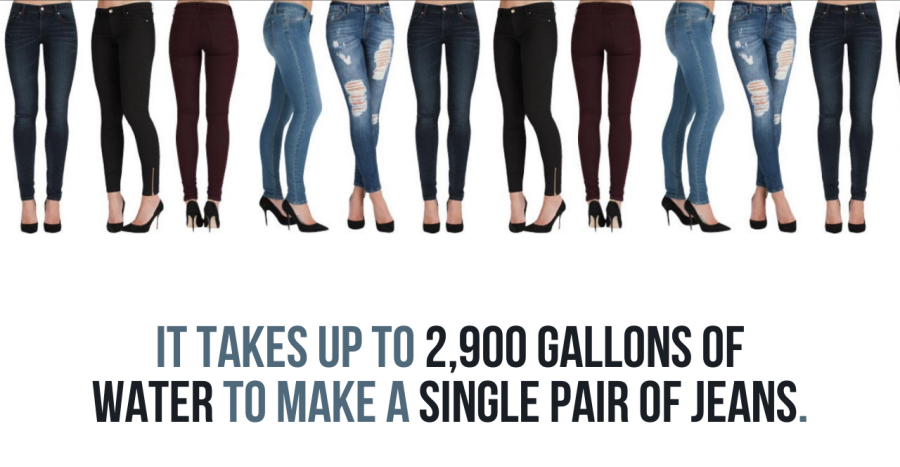 IT TAKES UP TO 2,900 GALLONS OF
WATER TO MAKE A SINGLE PAIR OF JEANS.